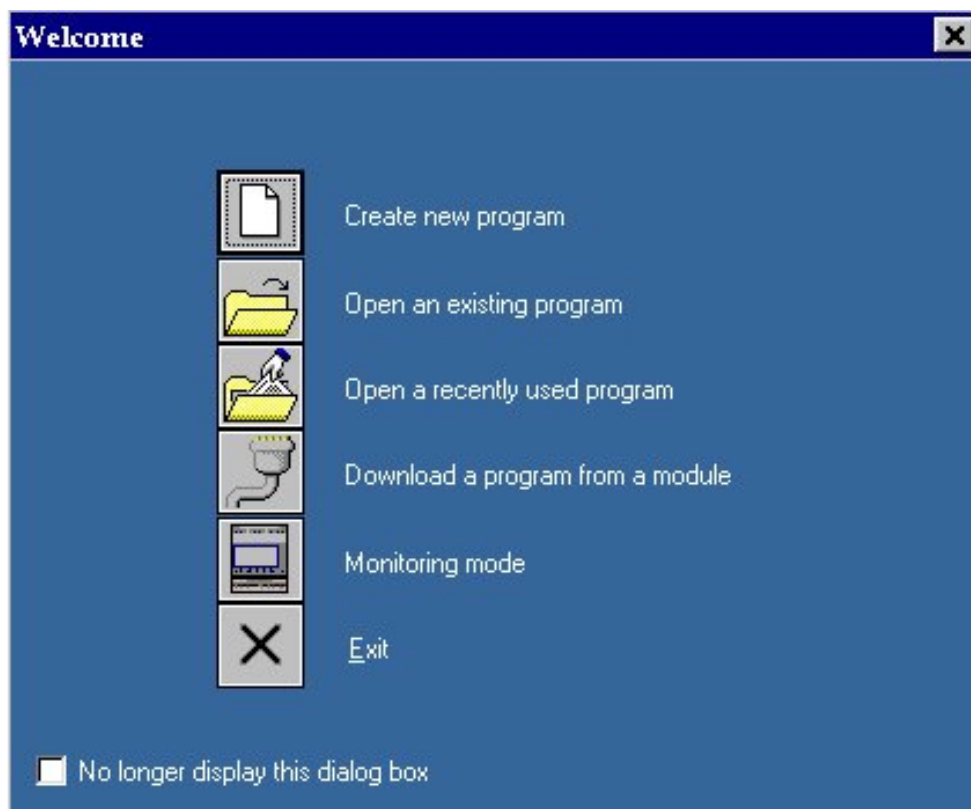 Welcome
Create new program
Open an existing program
Open a recently used program
Download a program from a module
Monitoring mode
Exit
No longer display this dialog box